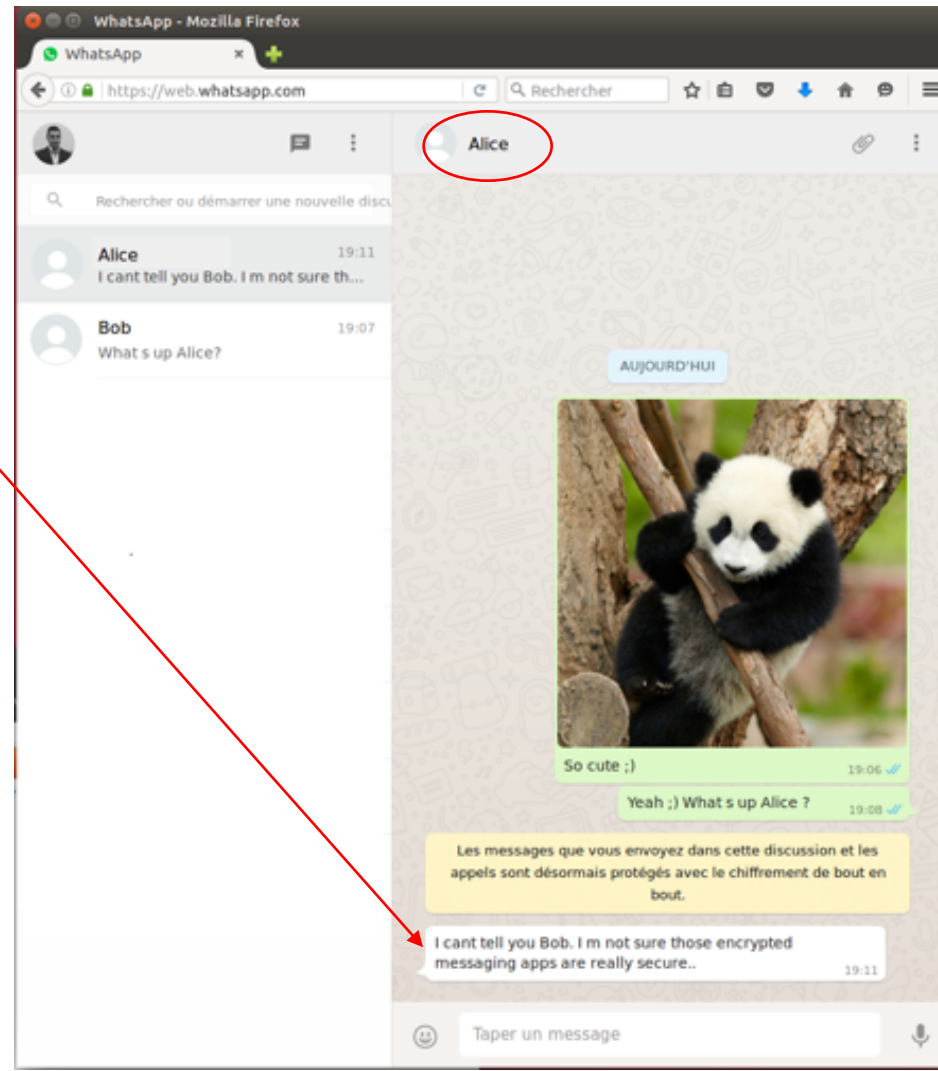 WhatsApp - Mozilla Firefox
WhatsApp
https://web.whatsapp.com
Rechercher
Alice
Rechercher ou démarrer une nouvelle discu
Alice 19:11
I cant tell you Bob. I m not sure th...
Bob 19:07
What s up Alice?
AUJOURD'HUI
So cute ;) 19:06
Yeah ;) What s up Alice ? 19:08
Les messages que vous envoyez dans cette discussion et les
appels sont désormais protégés avec le chiffrement de bout en
bout.
I cant tell you Bob. I m not sure those encrypted
messaging apps are really secure.. 19:11
Taper un message